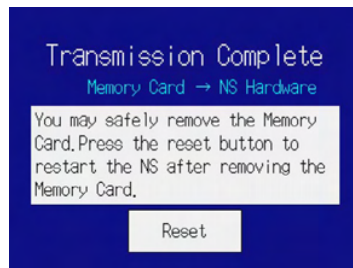 Transmission Complete
Memory Card → NS Hardware
You may safely remove the Memory
Card.Press the reset button to
restart the NS after removing the
Memory Card.
Reset